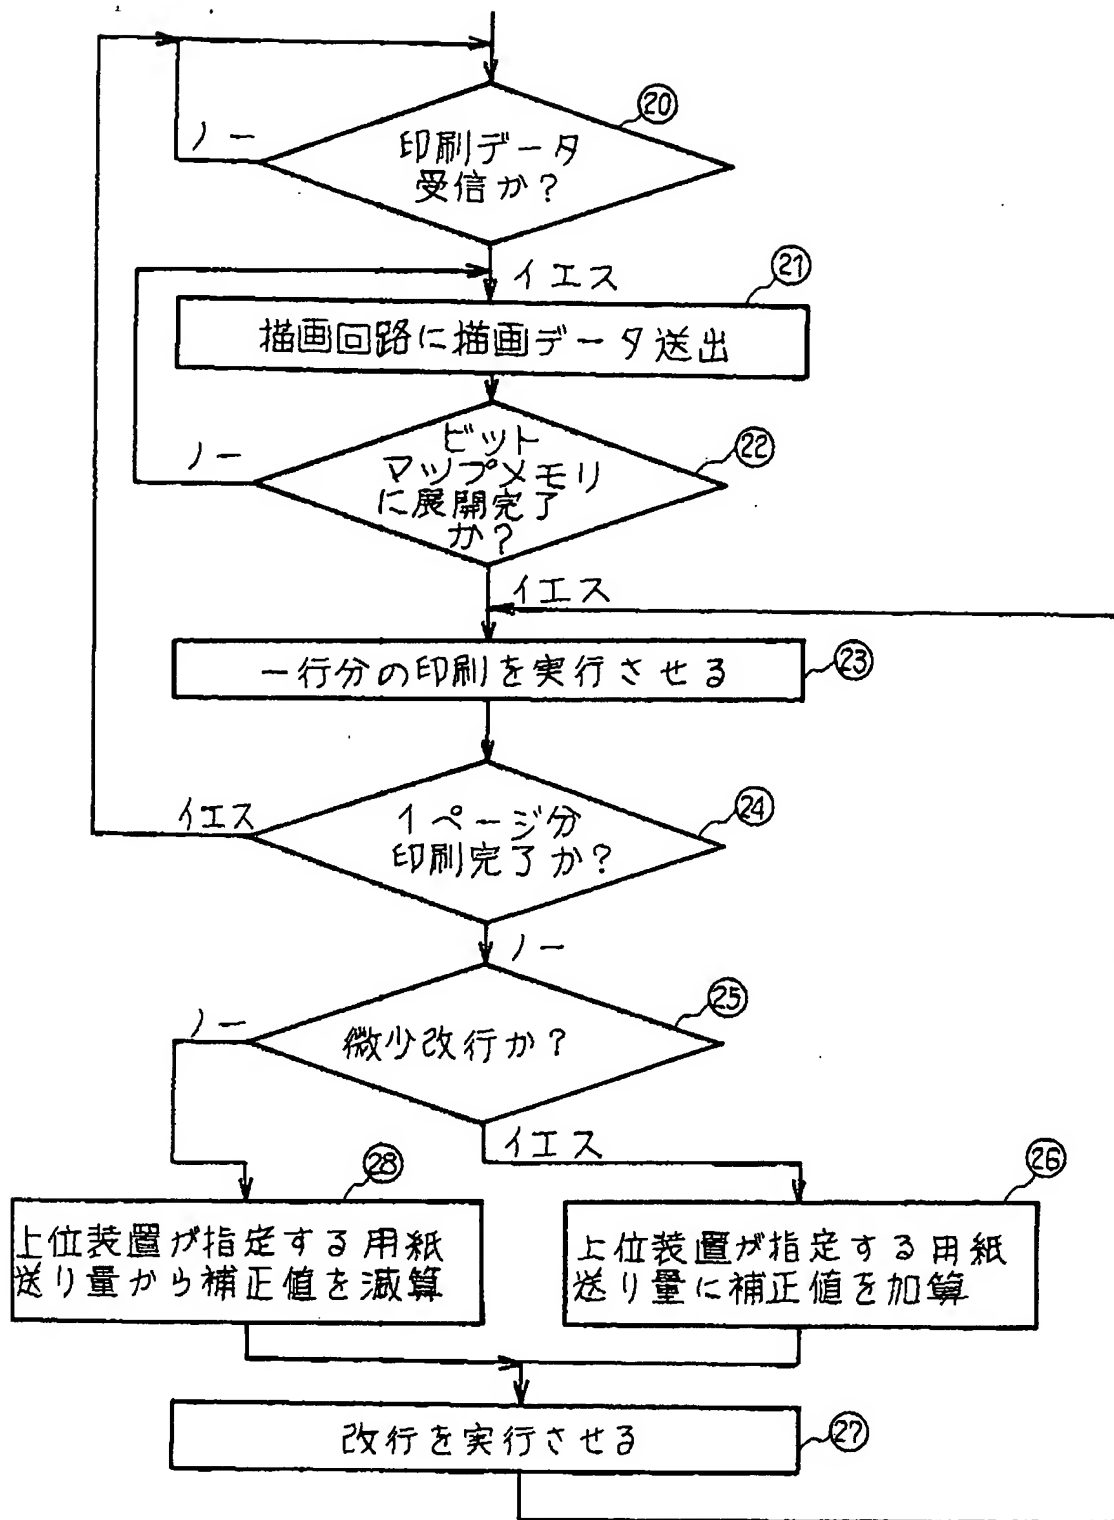 ⑳
ノー
印刷データ
受信か?
イエス
㉑
描画回路に描画データ送出
㉒
ノー
ビット
マップメモリ
に展開完了
か?
イエス
一行分の印刷を実行させる
㉓
イエス
㉔
1ページ分
印刷完了か?
ノー
㉕
ノー
微少改行か?
イエス
㉘
㉖
上位装置が指定する用紙
送り量から補正値を減算
上位装置が指定する用紙
送り量に補正値を加算
改行を実行させる
㉗